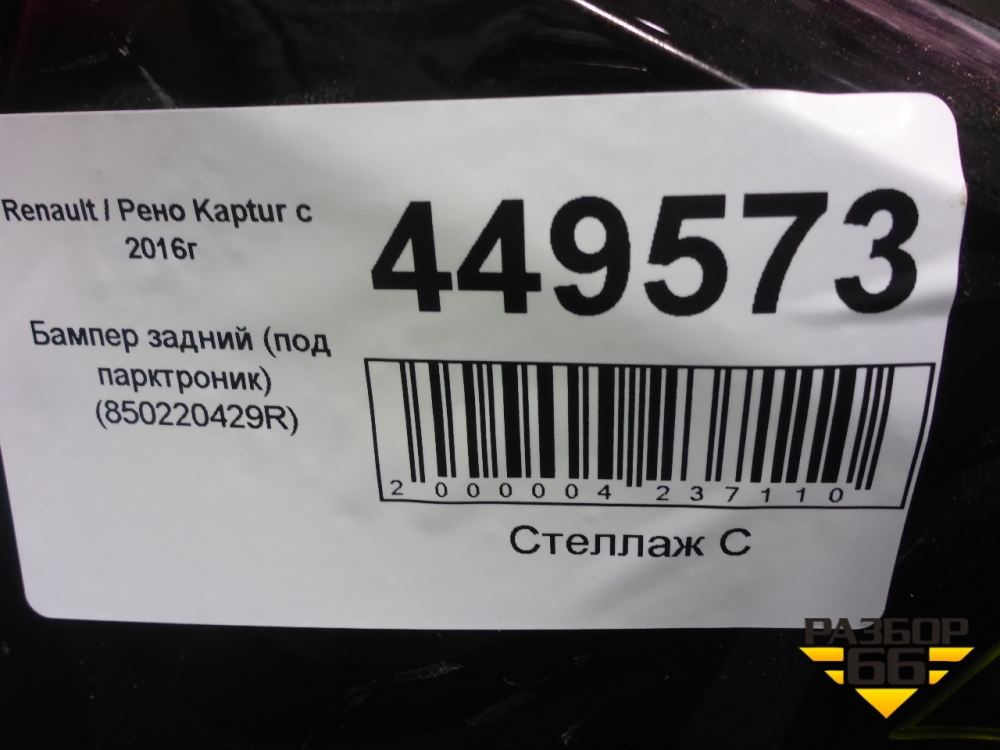 Renault / Рено Kaptur с
2016г
Бампер задний (под
парктроник)
(850220429R)
449573
2 000004 237110
Стеллаж С
РАЗБОР
66